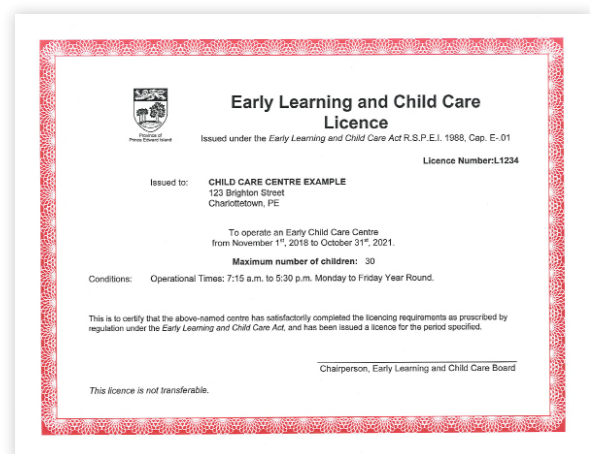 Early Learning and Child Care
Licence
Province of
Prince Edward Island
Issued under the Early Learning and Child Care Act R.S.P.E.I. 1988, Cap. E-.01
Licence Number:L1234
Issued to: CHILD CARE CENTRE EXAMPLE
123 Brighton Street
Charlottetown, PE
To operate an Early Child Care Centre
from November 1st, 2018 to October 31st, 2021.
Maximum number of children: 30
Conditions: Operational Times: 7:15 a.m. to 5:30 p.m. Monday to Friday Year Round.
This is to certify that the above-named centre has satisfactorily completed the licencing requirements as prescribed by
regulation under the Early Learning and Child Care Act, and has been issued a licence for the period specified.
Chairperson, Early Learning and Child Care Board
This licence is not transferable.